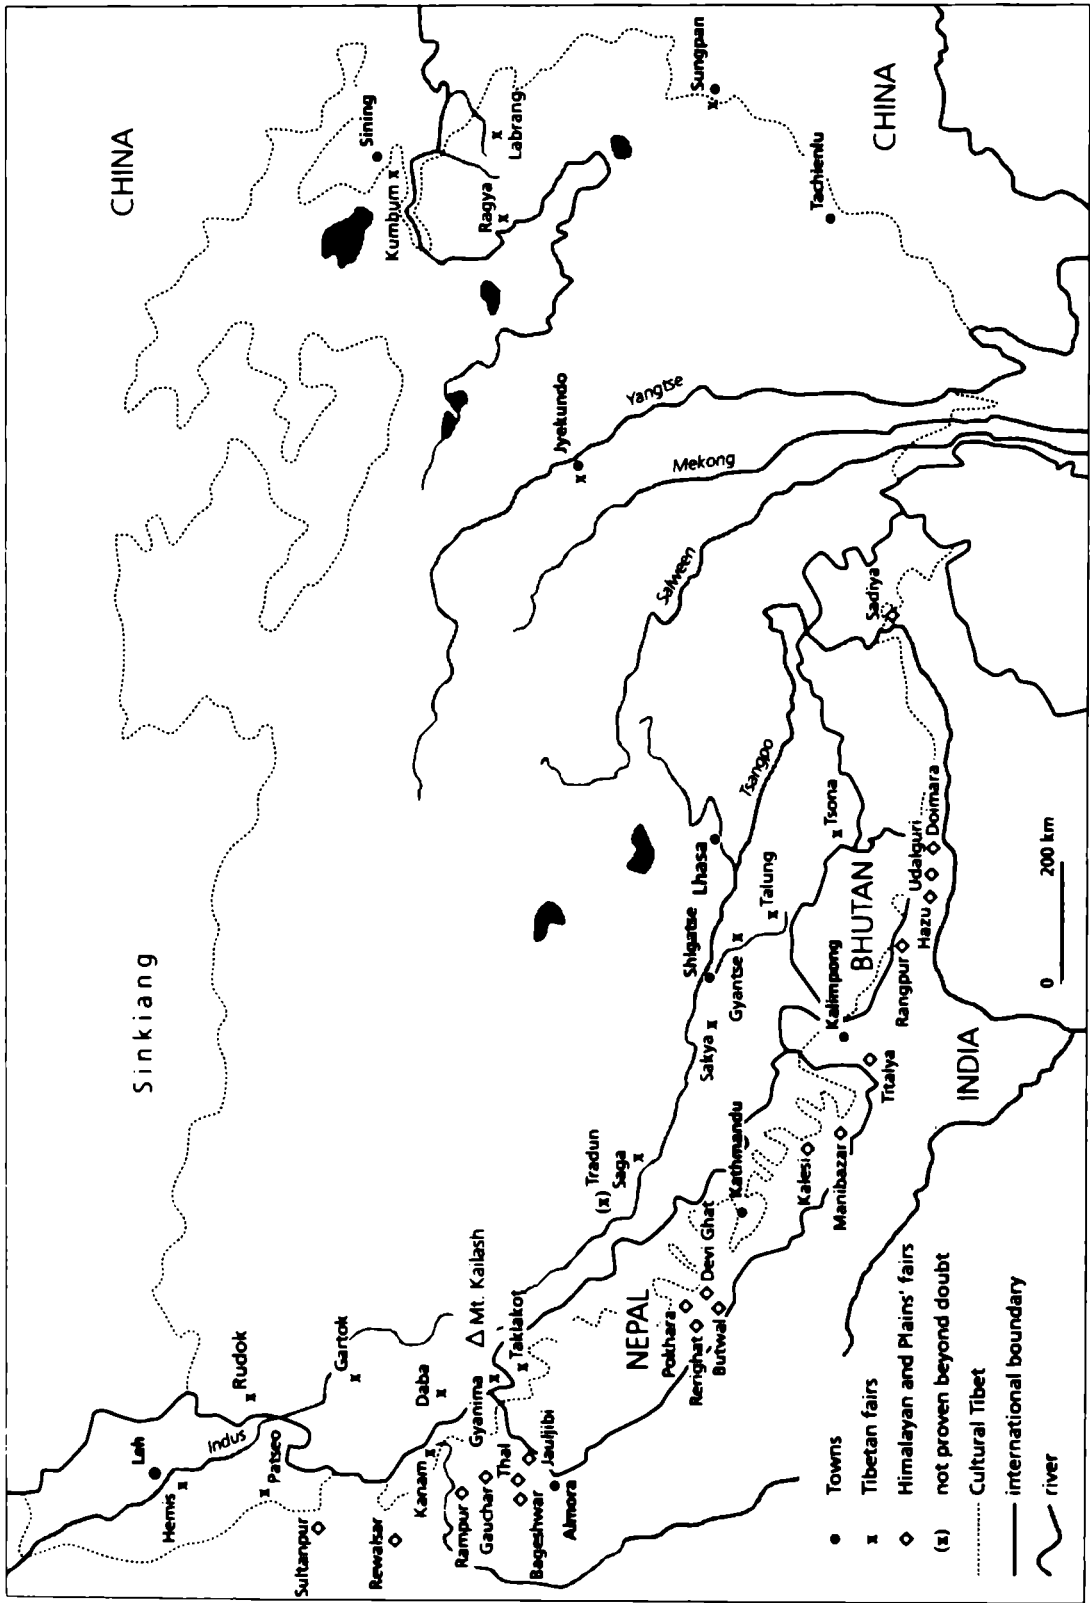 CHINA
Sinkiang
Leh
Hemis
Rudok
Indus
Patseo
Gartok
Sining
Kumbum
Sultanpur
Rewalsar
Daba
Kanam
Gyanima
Mt. Kailash
Rampur
Gauchar
Thal
Taklakot
Bageshwar
Jauljibi
Almora
Ragya
Labrang
Jyekundo
Yangtse
(x) Tradun
Saga
Mekong
Salween
Sungpan
NEPAL
Pokhara
Renghat
Butwal
Devi Ghat
Kathmandu
Sakya
Shigatse
Gyantse
Lhasa
Talung
Tsangpo
Tachienlu
Kalesi
Manibazar
Kalimpong
Tsona
BHUTAN
Titalya
Rangpur
Hazu
Udalguri
Doimara
Sadiya
CHINA
INDIA
Towns
Tibetan fairs
Himalayan and Plains' fairs
(x) not proven beyond doubt
Cultural Tibet
international boundary
river
0 200 km